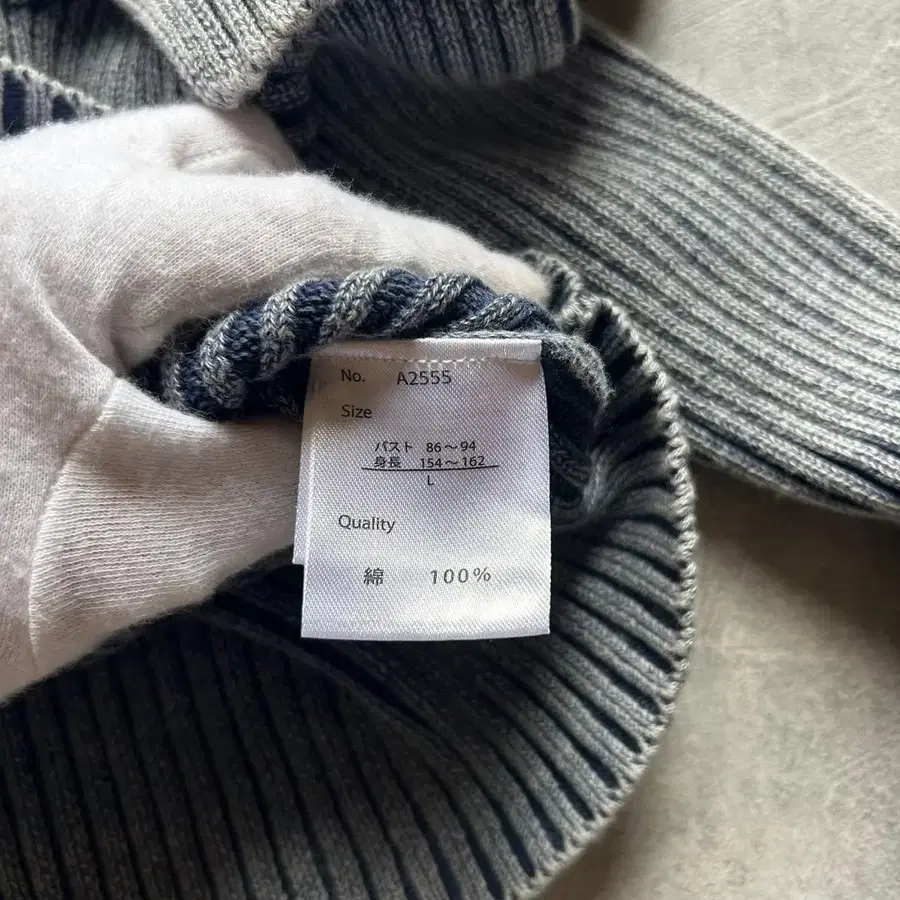 No. A2555
Size
バスト 86～94
身長 154～162
L
Quality
綿 100%